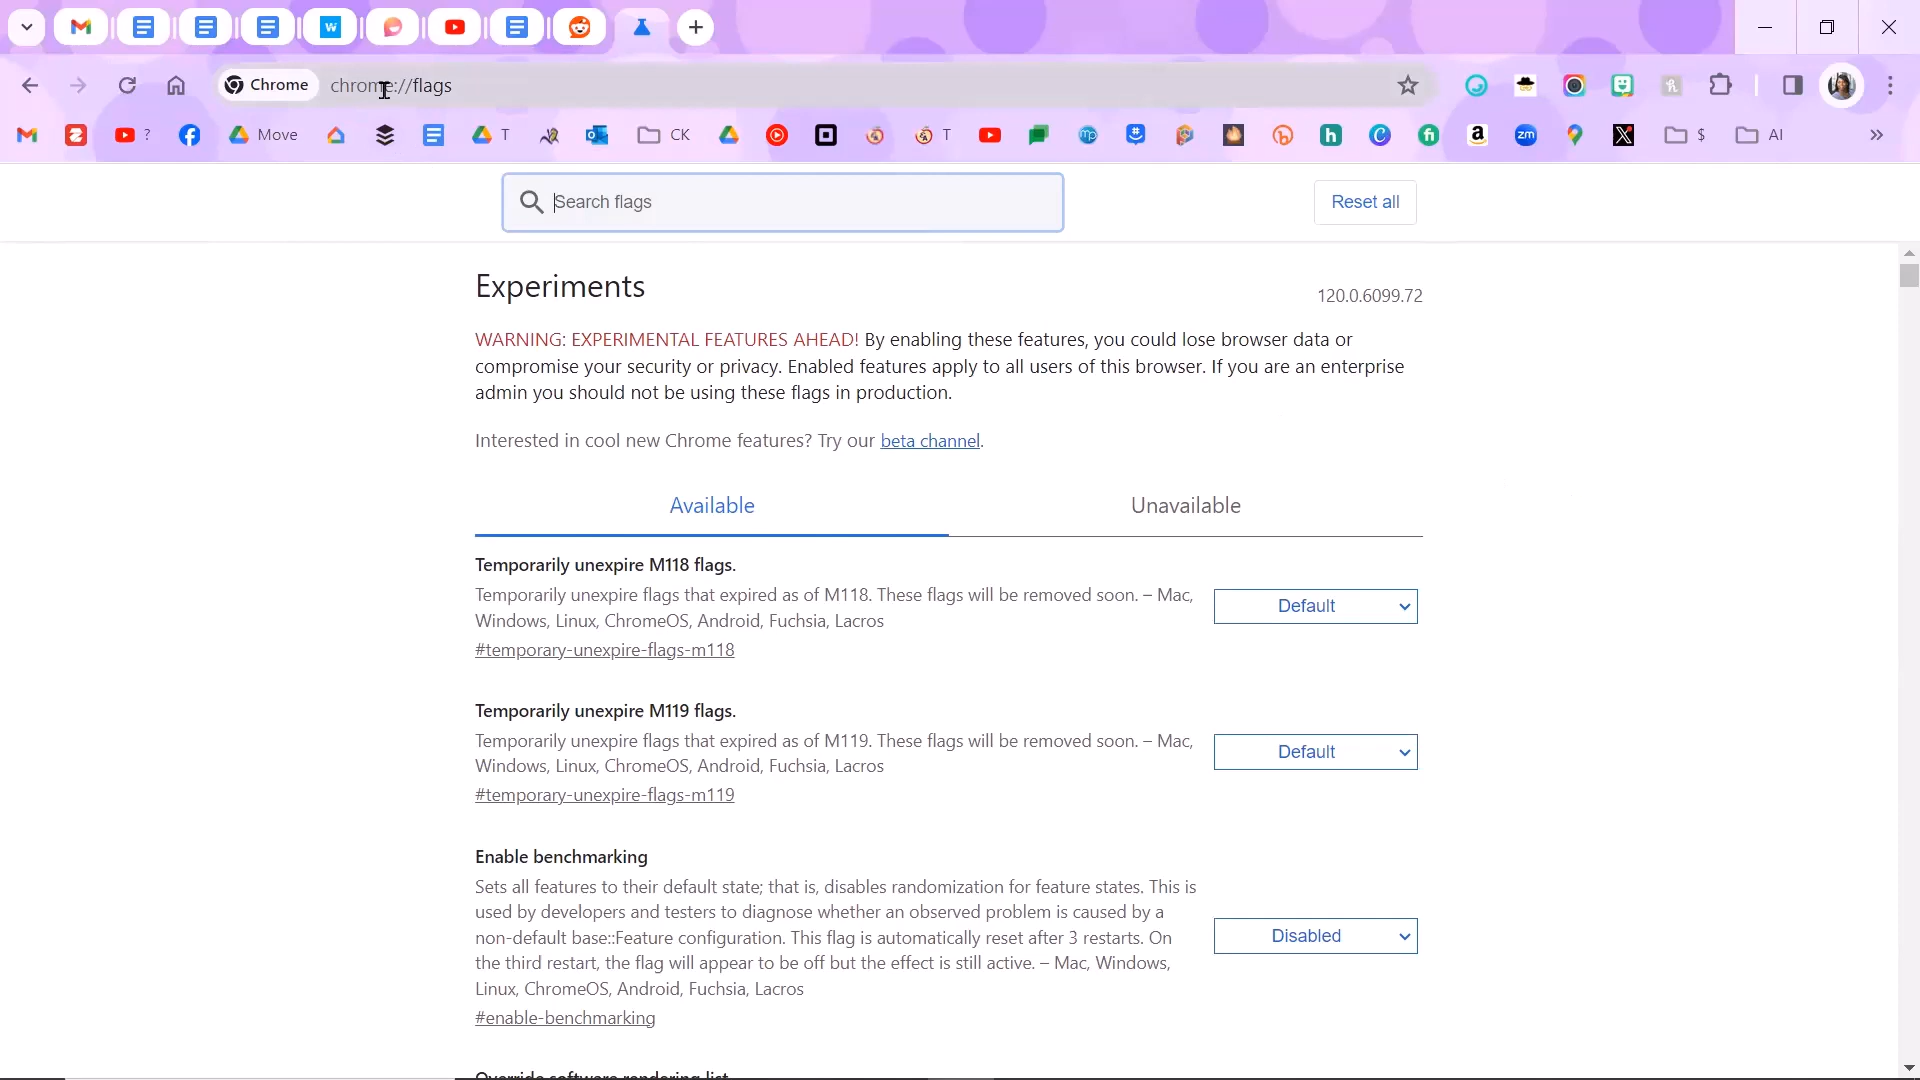 w
Chrome
chrome://flags
?
Move
T
CK
T
mp
h
a
zm
$
AI
Search flags
Reset all
Experiments
120.0.6099.72
WARNING: EXPERIMENTAL FEATURES AHEAD! By enabling these features, you could lose browser data or
compromise your security or privacy. Enabled features apply to all users of this browser. If you are an enterprise
admin you should not be using these flags in production.
Interested in cool new Chrome features? Try our beta channel.
Available
Unavailable
Temporarily unexpire M118 flags.
Temporarily unexpire flags that expired as of M118. These flags will be removed soon. – Mac,
Windows, Linux, ChromeOS, Android, Fuchsia, Lacros
#temporary-unexpire-flags-m118
Default
Temporarily unexpire M119 flags.
Temporarily unexpire flags that expired as of M119. These flags will be removed soon. – Mac,
Windows, Linux, ChromeOS, Android, Fuchsia, Lacros
#temporary-unexpire-flags-m119
Default
Enable benchmarking
Sets all features to their default state; that is, disables randomization for feature states. This is
used by developers and testers to diagnose whether an observed problem is caused by a
non-default base::Feature configuration. This flag is automatically reset after 3 restarts. On
the third restart, the flag will appear to be off but the effect is still active. – Mac, Windows,
Linux, ChromeOS, Android, Fuchsia, Lacros
#enable-benchmarking
Disabled
Override software rendering list